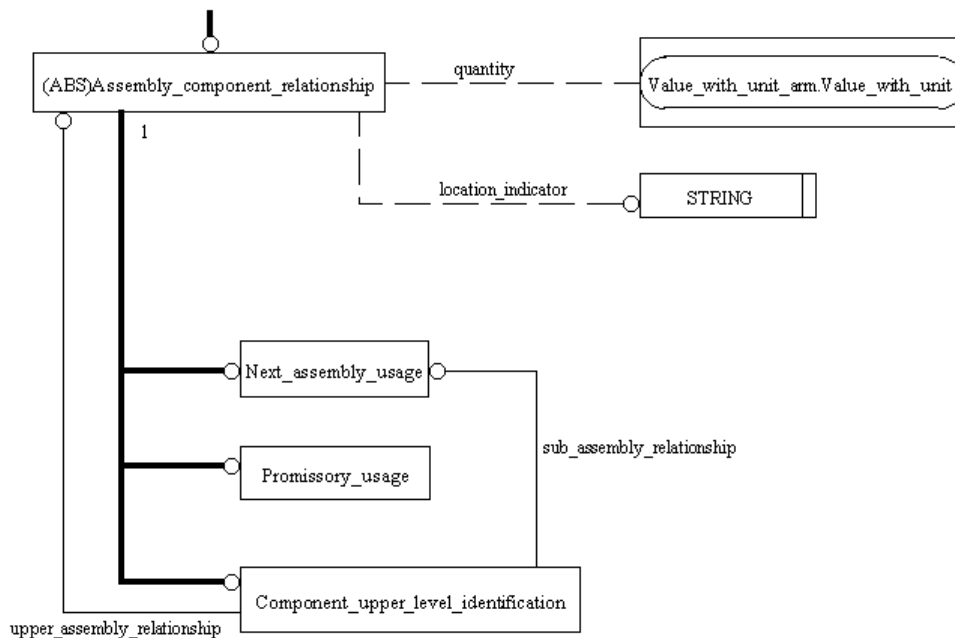 quantity
(ABS)Assembly_component_relationship
Value_with_unit_arm.Value_with_unit
1
location_indicator
STRING
Next_assembly_usage
sub_assembly_relationship
Promissory_usage
Component_upper_level_identification
upper_assembly_relationship